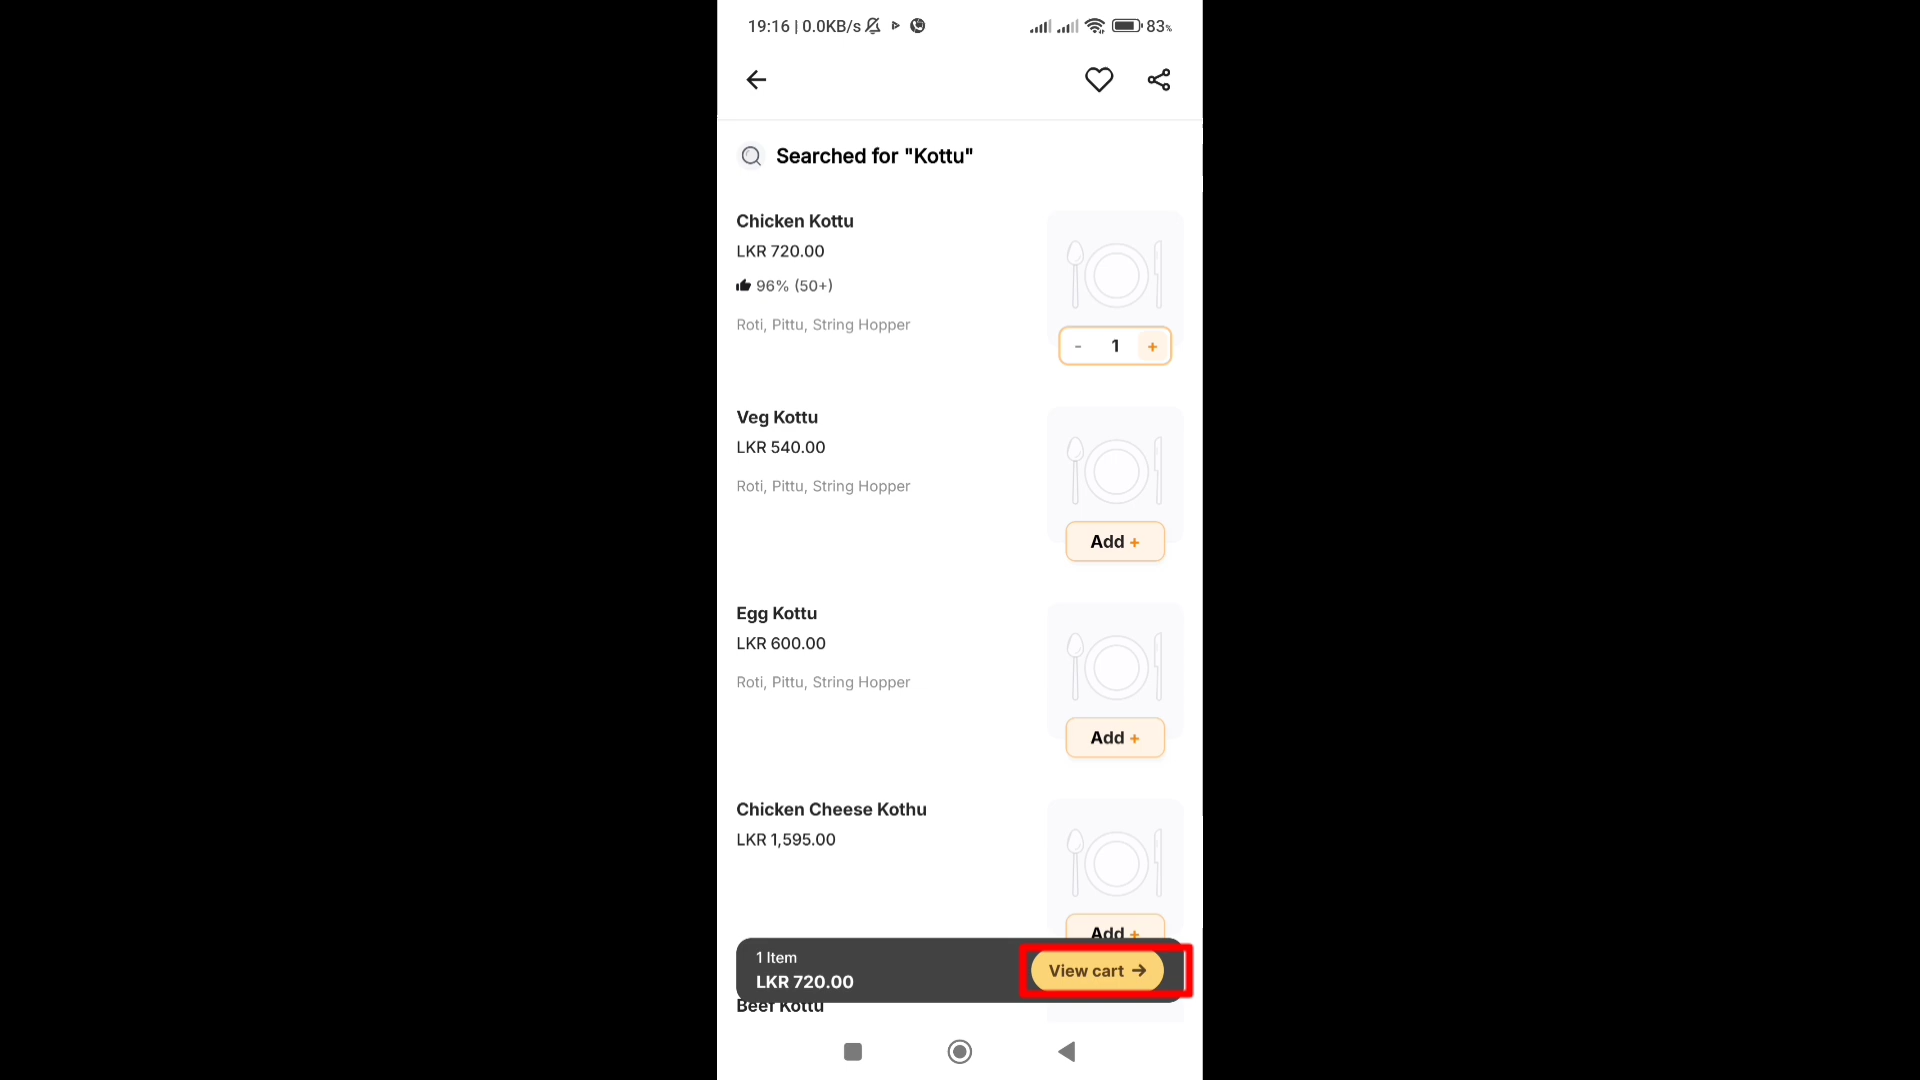 19:16 | 0.0KB/s 83%
Searched for "Kottu"
Chicken Kottu
LKR 720.00
96% (50+)
Roti, Pittu, String Hopper
- 1 +
Veg Kottu
LKR 540.00
Roti, Pittu, String Hopper
Add +
Egg Kottu
LKR 600.00
Roti, Pittu, String Hopper
Add +
Chicken Cheese Kothu
LKR 1,595.00
Add +
1 Item
LKR 720.00
View cart →
Beef Kottu